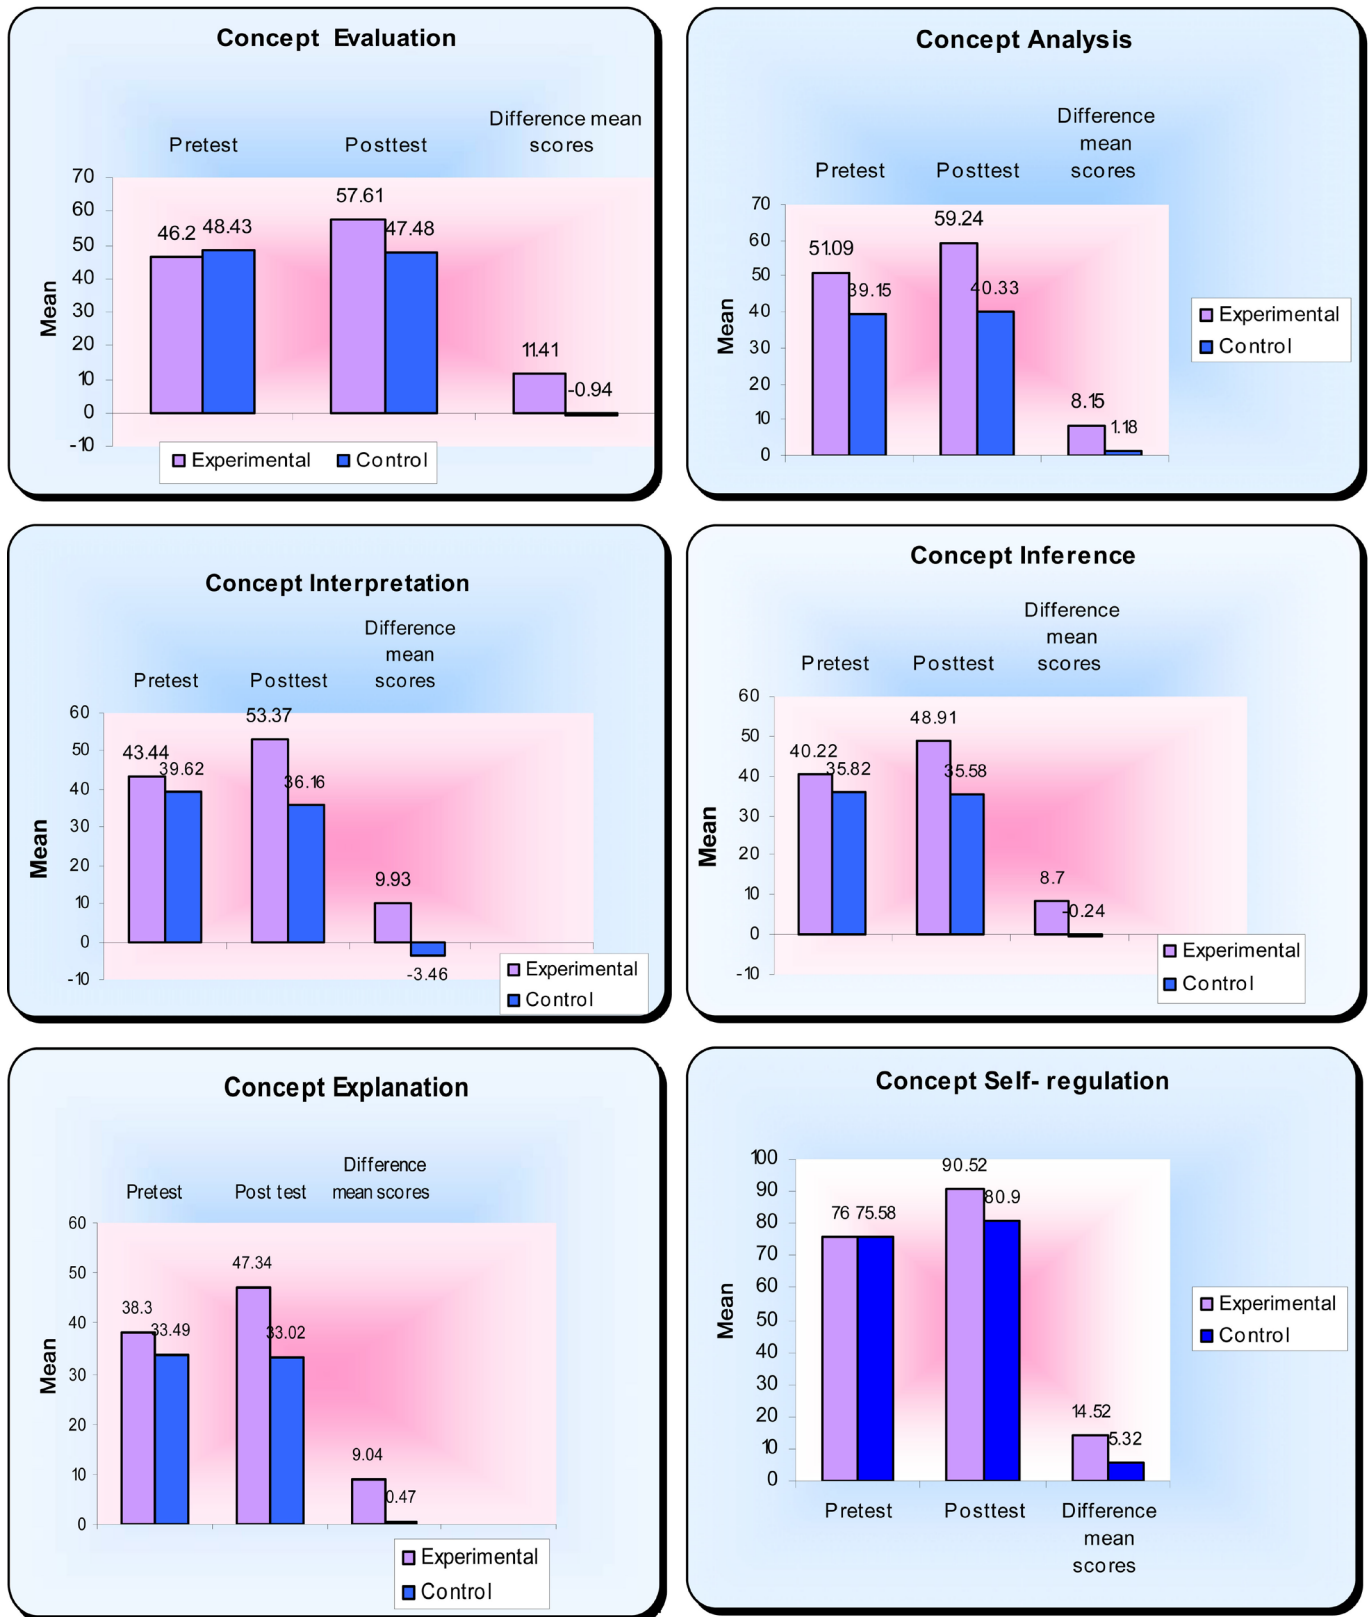 Concept Evaluation
Difference mean
scores
Pretest
Posttest
70
60
50
40
30
20
10
0
-10
Mean
46.2
48.43
57.61
47.48
11.41
-0.94
Experimental
Control
Concept Analysis
Difference
mean
scores
Pretest
Posttest
70
60
50
40
30
20
10
0
Mean
51.09
39.15
59.24
40.33
8.15
1.18
Experimental
Control
Concept Interpretation
Difference
mean
scores
Pretest
Posttest
60
50
40
30
20
10
0
-10
Mean
43.44
39.62
53.37
36.16
9.93
-3.46
Experimental
Control
Concept Inference
Difference
mean
scores
Pretest
Posttest
60
50
40
30
20
10
0
-10
Mean
40.22
35.82
48.91
35.58
8.7
-0.24
Experimental
Control
Concept Explanation
Difference
mean scores
Pretest
Post test
60
50
40
30
20
10
0
Mean
38.3
33.49
47.34
33.02
9.04
0.47
Experimental
Control
Concept Self- regulation
100
90
80
70
60
50
40
30
20
10
0
Mean
76
75.58
90.52
80.9
14.52
5.32
Pretest
Posttest
Difference
mean
scores
Experimental
Control